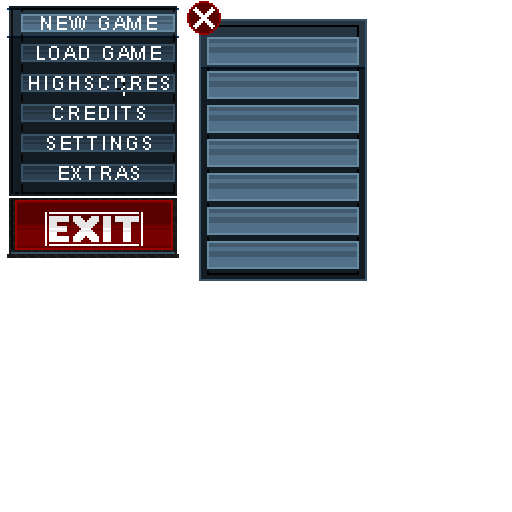 NEW GAME
LOAD GAME
HIGHSCORES
CREDITS
SETTINGS
EXTRAS
EXIT